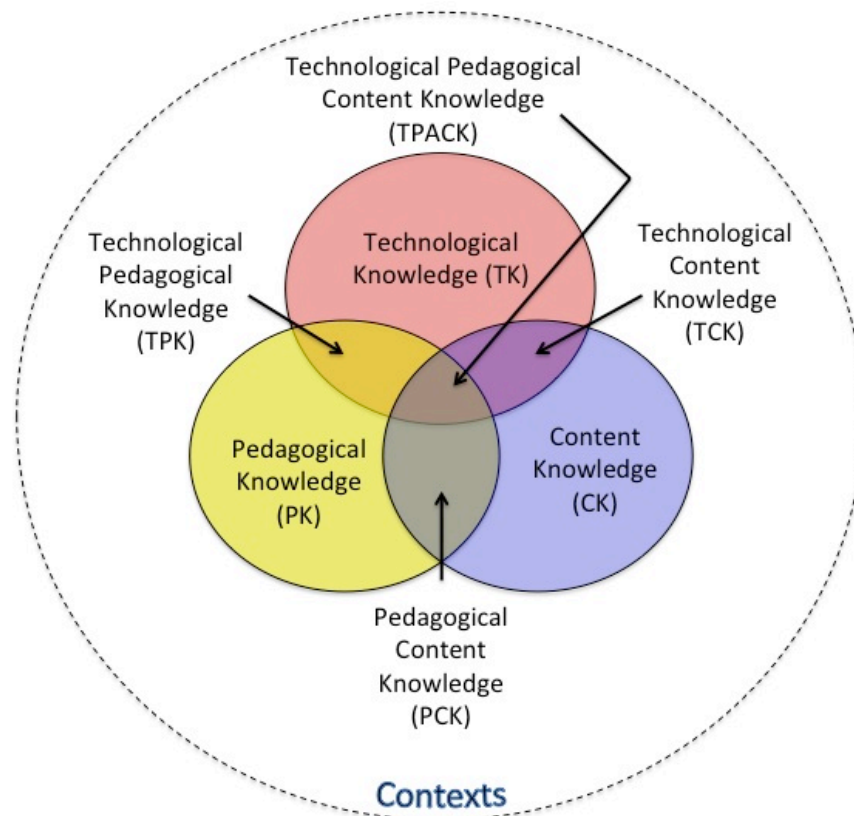 Technological Pedagogical
Content Knowledge
(TPACK)
Technological
Pedagogical
Knowledge
(TPK)
Technological
Knowledge (TK)
Technological
Content
Knowledge
(TCK)
Pedagogical
Knowledge
(PK)
Content
Knowledge
(CK)
Pedagogical
Content
Knowledge
(PCK)
Contexts